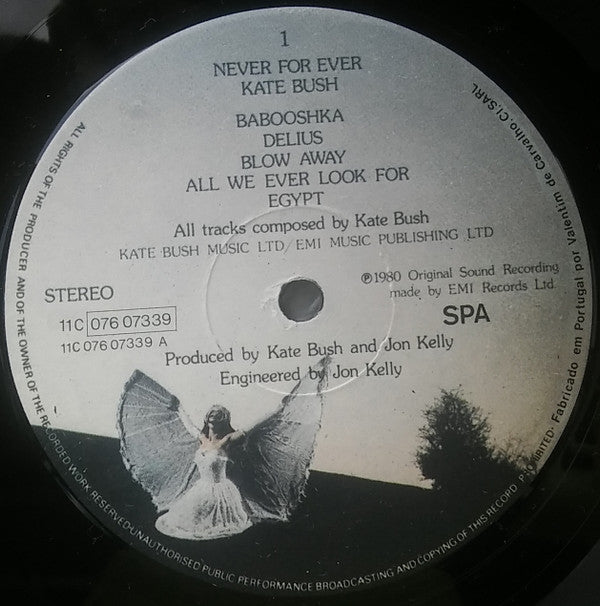 1
NEVER FOR EVER
KATE BUSH
BABOOSHKA
DELIUS
BLOW AWAY
ALL WE EVER LOOK FOR
EGYPT
All tracks composed by Kate Bush
KATE BUSH MUSIC LTD/EMI MUSIC PUBLISHING LTD
STEREO
℗1980 Original Sound Recording
made by EMI Records Ltd.
11C 076 07339
SPA
11C 076 07339 A
Produced by Kate Bush and Jon Kelly
Engineered by Jon Kelly
ALL RIGHTS OF THE PRODUCER AND OF THE OWNER OF THE RECORDED WORK RESERVED·UNAUTHORISED PUBLIC PERFORMANCE BROADCASTING AND COPYING OF THIS RECORD PROHIBITED· Fabricado em Portugal por Valentim de Carvalho,CI,SARL